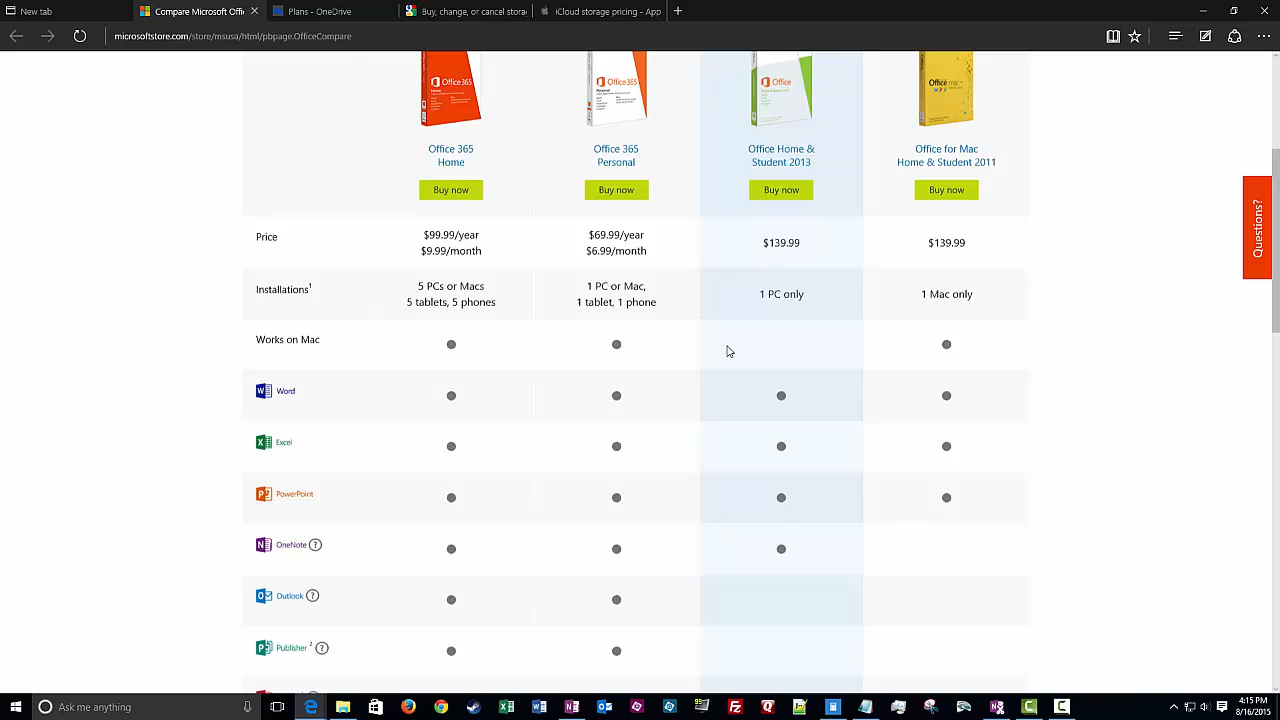 New tab
Compare Microsoft Offi
Plans - OneDrive
Buy, change, or cancel storag
iCloud storage pricing - App
microsoftstore.com/store/msusa/html/pbpage.OfficeCompare
Office 365
Office 365
Office
Office mac
Office 365 Home
Office 365 Personal
Office Home & Student 2013
Office for Mac Home & Student 2011
Buy now
Buy now
Buy now
Buy now
Questions?
Price
$99.99/year
$9.99/month
$69.99/year
$6.99/month
$139.99
$139.99
Installations¹
5 PCs or Macs
5 tablets, 5 phones
1 PC or Mac,
1 tablet, 1 phone
1 PC only
1 Mac only
Works on Mac
Word
Excel
PowerPoint
OneNote ?
Outlook ?
Publisher ² ?
Ask me anything
4:15 PM
8/16/2015